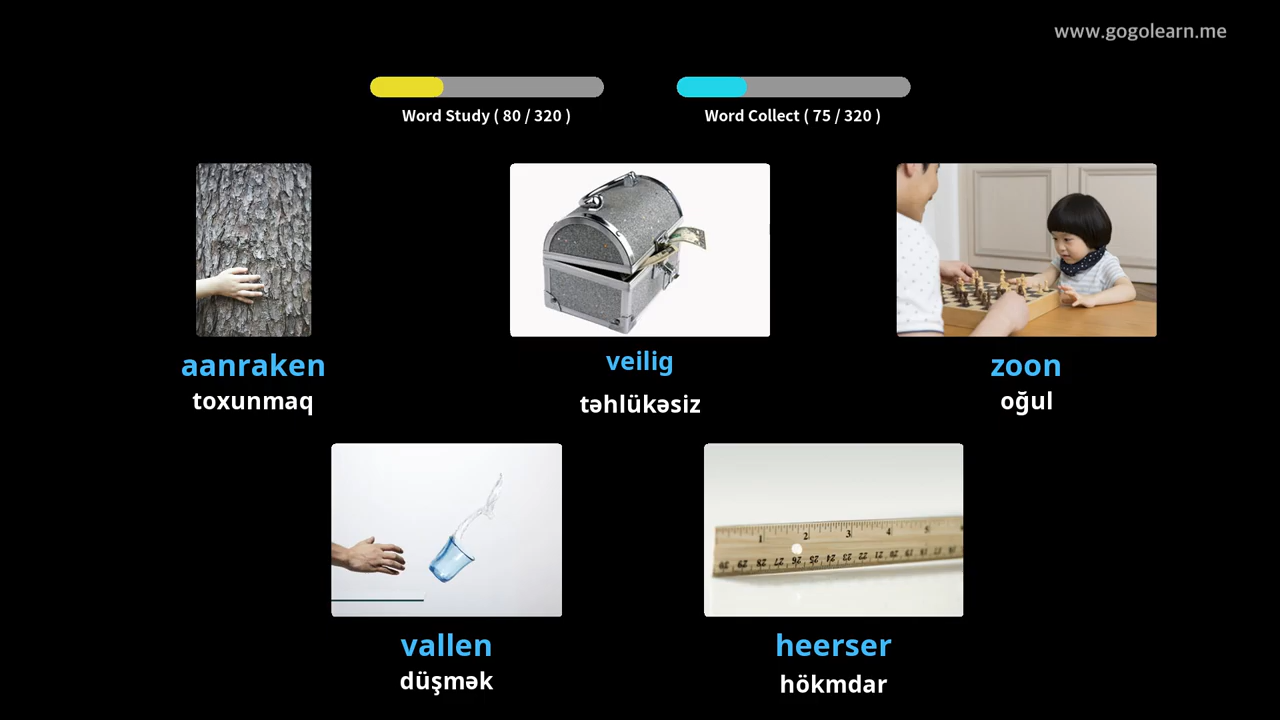 www.gogolearn.me
Word Study ( 80 / 320 )
Word Collect ( 75 / 320 )
aanraken
toxunmaq
veilig
təhlükəsiz
zoon
oğul
vallen
düşmək
heerser
hökmdar